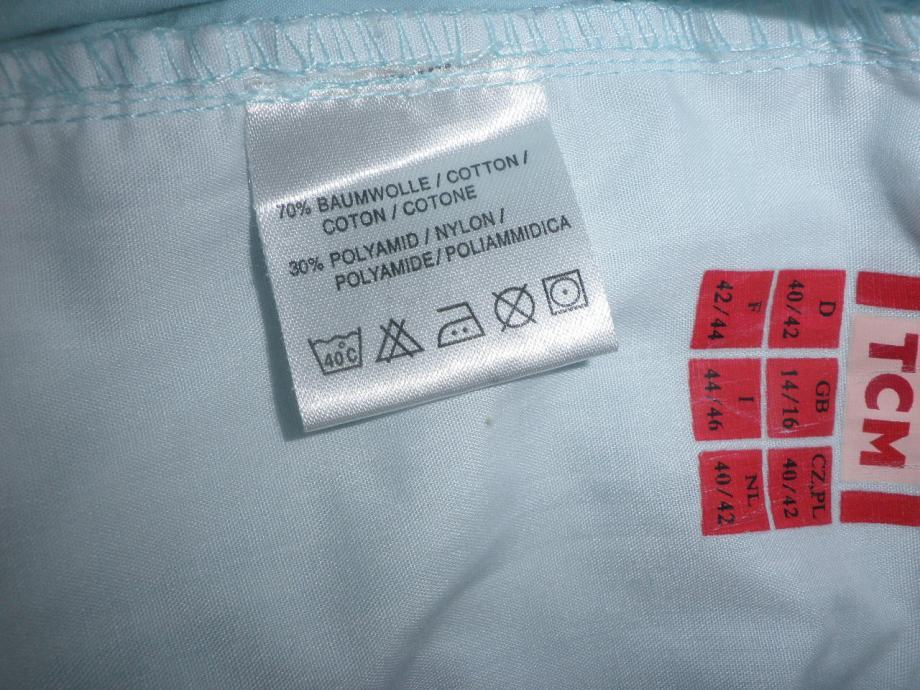 70% BAUMWOLLE / COTTON /
COTON / COTONE
30% POLYAMID / NYLON /
POLYAMIDE / POLIAMMIDICA
40°C
TCM
D
40/42
GB
14/16
CZ,PL
40/42
F
42/44
I
44/46
NL
40/42